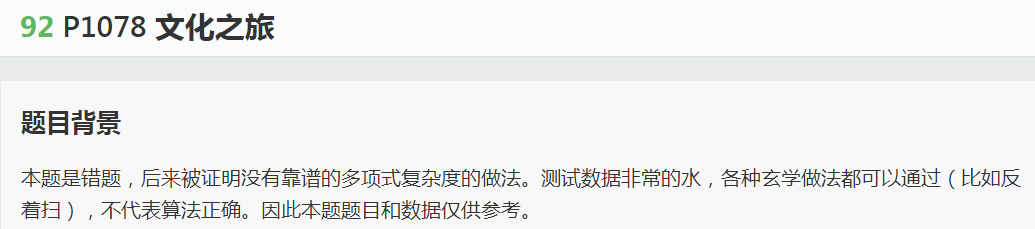 92 P1078 文化之旅
题目背景
本题是错题，后来被证明没有靠谱的多项式复杂度的做法。测试数据非常的水，各种玄学做法都可以通过（比如反
着扫），不代表算法正确。因此本题题目和数据仅供参考。